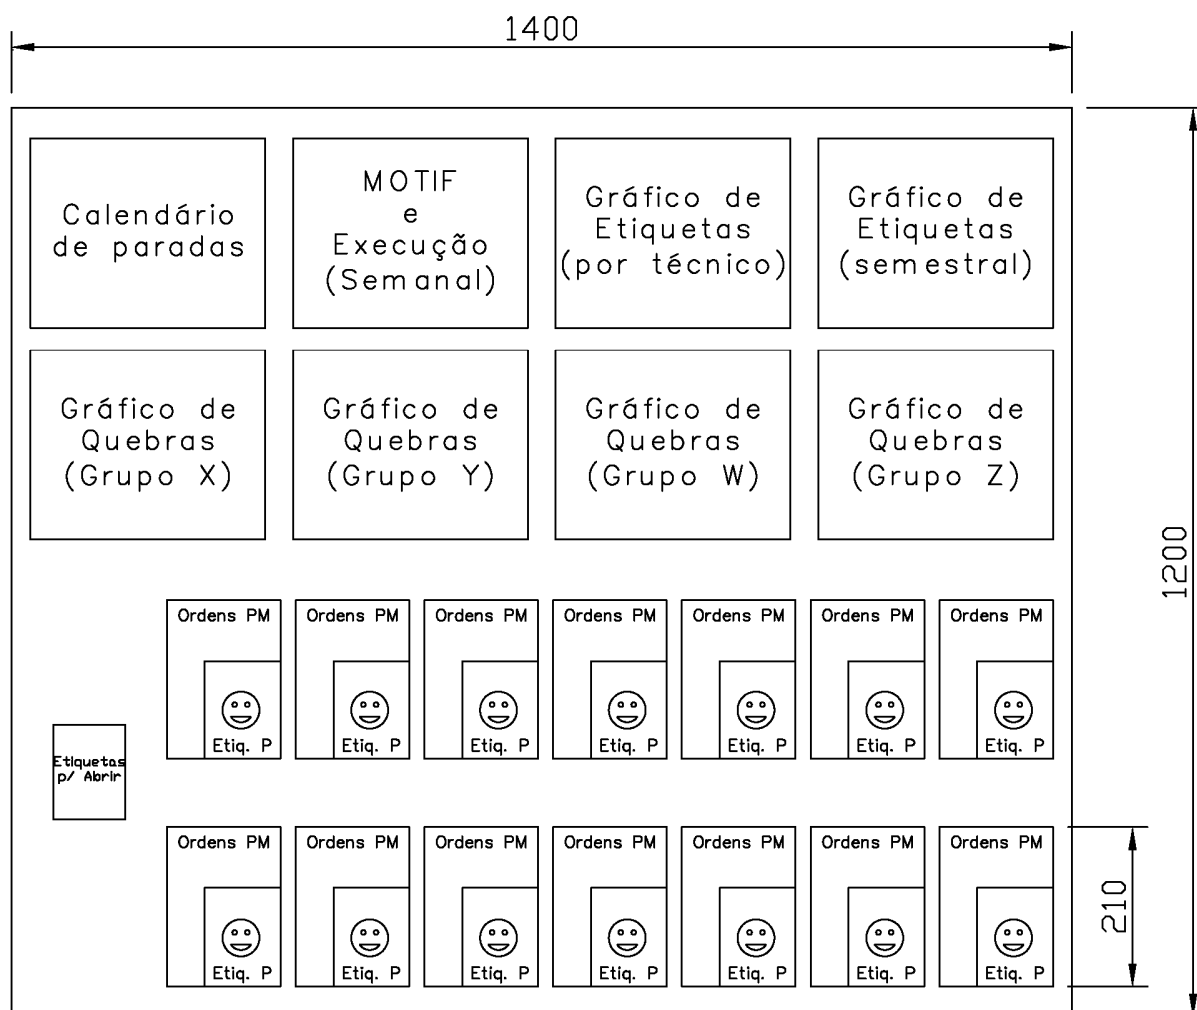 1400
Calendário
de paradas
MOTIF
e
Execução
(Semanal)
Gráfico de
Etiquetas
(por técnico)
Gráfico de
Etiquetas
(semestral)
Gráfico de
Quebras
(Grupo X)
Gráfico de
Quebras
(Grupo Y)
Gráfico de
Quebras
(Grupo W)
Gráfico de
Quebras
(Grupo Z)
1200
Ordens PM
Etiq. P
Ordens PM
Etiq. P
Ordens PM
Etiq. P
Ordens PM
Etiq. P
Ordens PM
Etiq. P
Ordens PM
Etiq. P
Ordens PM
Etiq. P
Etiquetas
p/ Abrir
Ordens PM
Etiq. P
Ordens PM
Etiq. P
Ordens PM
Etiq. P
Ordens PM
Etiq. P
Ordens PM
Etiq. P
Ordens PM
Etiq. P
Ordens PM
Etiq. P
210